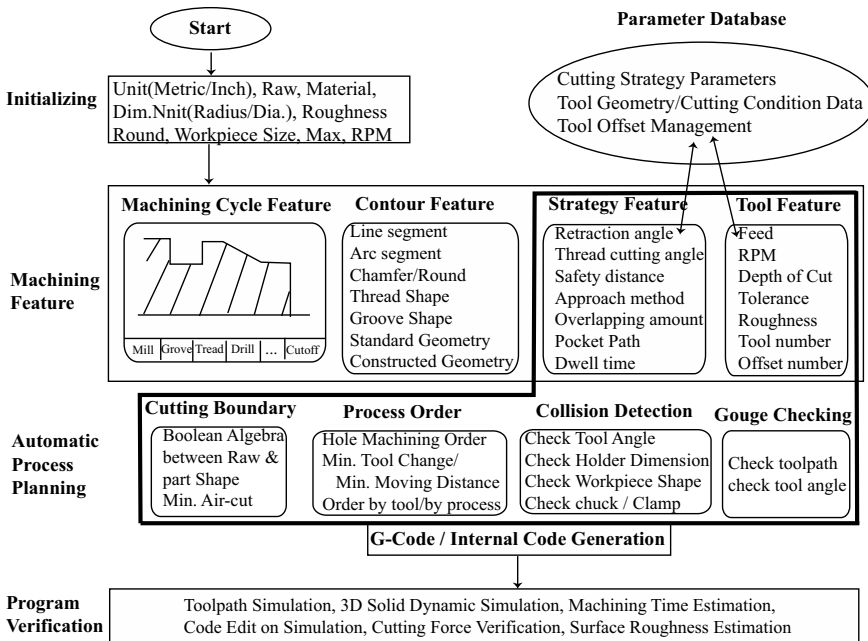 Start
Parameter Database
Initializing
Unit(Metric/Inch), Raw, Material,
Dim.Nnit(Radius/Dia.), Roughness
Round, Workpiece Size, Max, RPM
Cutting Strategy Parameters
Tool Geometry/Cutting Condition Data
Tool Offset Management
Machining
Feature
Machining Cycle Feature
Mill Grove Tread Drill ... Cutoff
Contour Feature
Line segment
Arc segment
Chamfer/Round
Thread Shape
Groove Shape
Standard Geometry
Constructed Geometry
Strategy Feature
Retraction angle
Thread cutting angle
Safety distance
Approach method
Overlapping amount
Pocket Path
Dwell time
Tool Feature
Feed
RPM
Depth of Cut
Tolerance
Roughness
Tool number
Offset number
Automatic
Process
Planning
Cutting Boundary
Boolean Algebra
between Raw &
part Shape
Min. Air-cut
Process Order
Hole Machining Order
Min. Tool Change/
Min. Moving Distance
Order by tool/by process
Collision Detection
Check Tool Angle
Check Holder Dimension
Check Workpiece Shape
Check chuck / Clamp
Gouge Checking
Check toolpath
check tool angle
G-Code / Internal Code Generation
Program
Verification
Toolpath Simulation, 3D Solid Dynamic Simulation, Machining Time Estimation,
Code Edit on Simulation, Cutting Force Verification, Surface Roughness Estimation